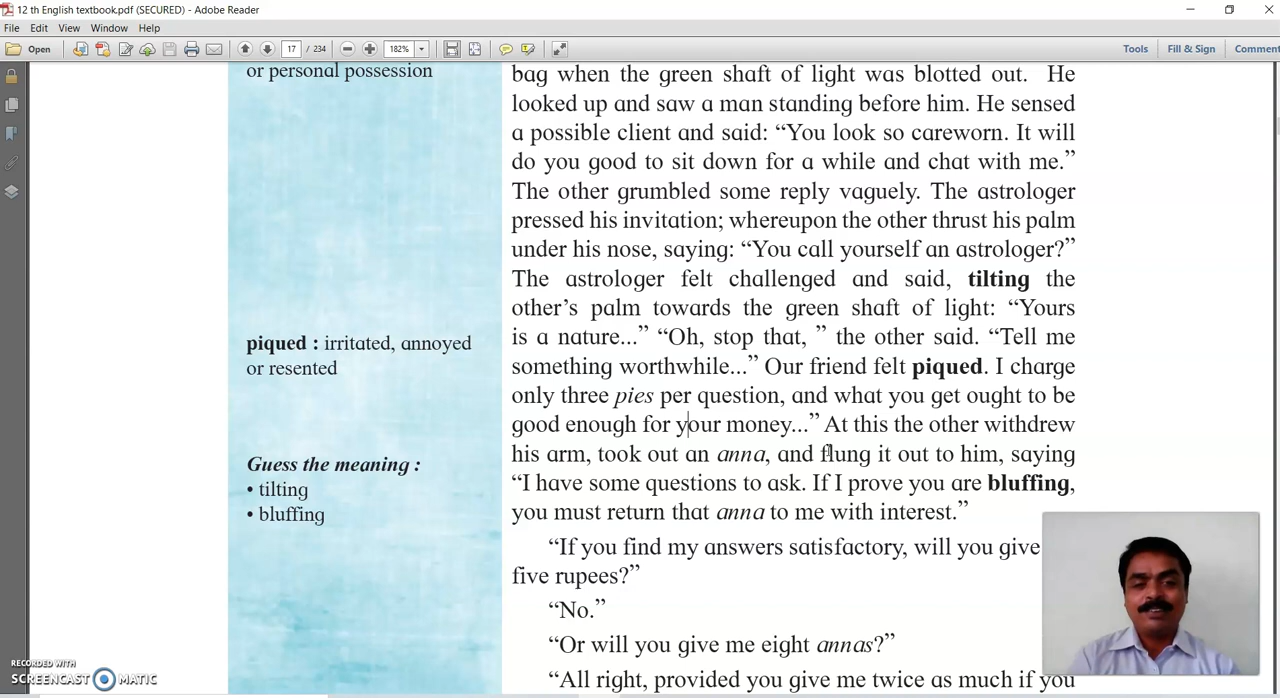 12 th English textbook.pdf (SECURED) - Adobe Reader
File Edit View Window Help
Open 17 / 234 182% Tools Fill & Sign Comment
or personal possession
piqued : irritated, annoyed
or resented
Guess the meaning :
• tilting
• bluffing
bag when the green shaft of light was blotted out. He
looked up and saw a man standing before him. He sensed
a possible client and said: “You look so careworn. It will
do you good to sit down for a while and chat with me.”
The other grumbled some reply vaguely. The astrologer
pressed his invitation; whereupon the other thrust his palm
under his nose, saying: “You call yourself an astrologer?”
The astrologer felt challenged and said, tilting the
other’s palm towards the green shaft of light: “Yours
is a nature...” “Oh, stop that, ” the other said. “Tell me
something worthwhile...” Our friend felt piqued. I charge
only three pies per question, and what you get ought to be
good enough for your money...” At this the other withdrew
his arm, took out an anna, and flung it out to him, saying
“I have some questions to ask. If I prove you are bluffing,
you must return that anna to me with interest.”
“If you find my answers satisfactory, will you give
five rupees?”
“No.”
“Or will you give me eight annas?”
“All right, provided you give me twice as much if you
RECORDED WITH
SCREENCAST MATIC